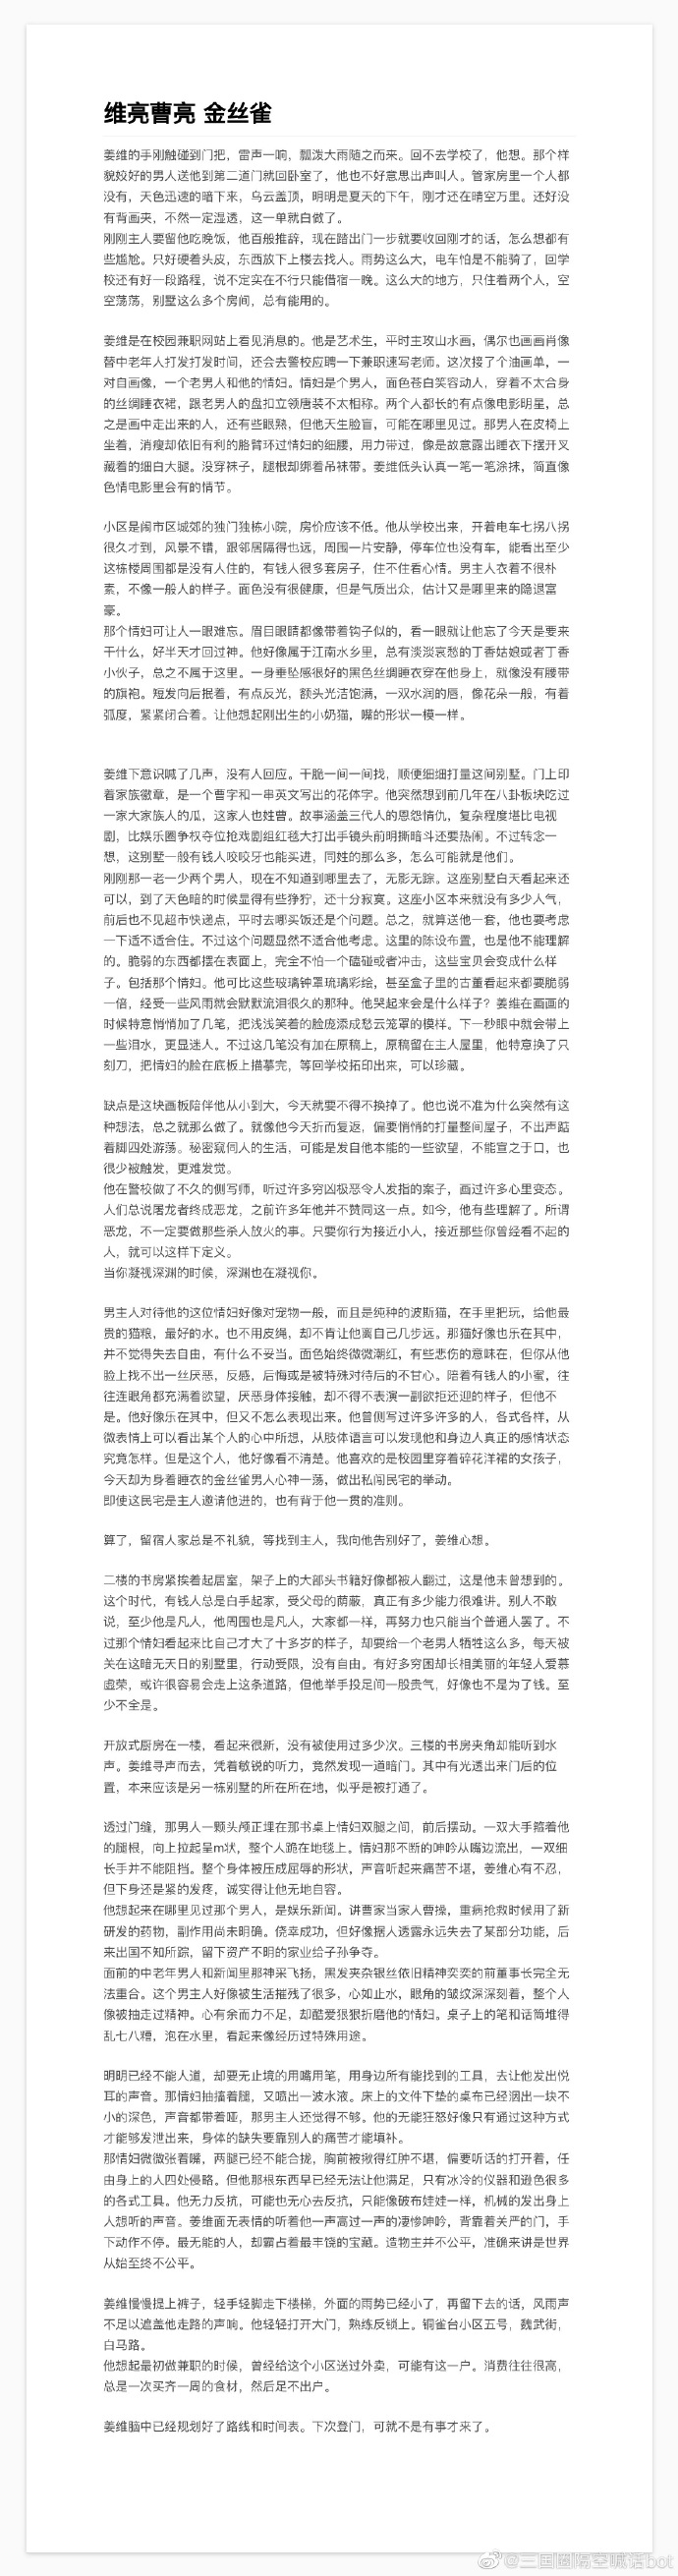 维亮曹亮 金丝雀
姜维的手刚触碰到门把，雷声一响，瓢泼大雨随之而来。回不去学校了，他想。那个样
貌姣好的男人送他到第二道门就回卧室了，他也不好意思出声叫人。管家房里一个人都
没有，天色迅速的暗下来，乌云盖顶，明明是夏天的下午，刚才还在晴空万里。还好没
有背画夹，不然一定湿透，这一单就白做了。
刚刚主人要留他吃晚饭，他百般推辞，现在踏出门一步就要收回刚才的话，怎么想都有
些尴尬。只好硬着头皮，东西放下上楼去找人。雨势这么大，电车怕是不能骑了，回学
校还有好一段路程，说不定实在不行只能借宿一晚。这么大的地方，只住着两个人，空
空荡荡，别墅这么多个房间，总有能用的。
姜维是在校园兼职网站上看见消息的。他是艺术生，平时主攻山水画，偶尔也画画肖像
替中老年人打发打发时间，还会去警校应聘一下兼职速写老师。这次接了个油画单，一
对自画像，一个老男人和他的情妇。情妇是个男人，面色苍白笑容动人，穿着不太合身
的丝绸睡衣裙，跟老男人的盘扣立领唐装不太相称。两个人都长的有点像电影明星，总
之是画中走出来的人，还有些眼熟，但他天生脸盲，可能在哪里见过。那男人在皮椅上
坐着，消瘦却依旧有利的胳臂环过情妇的细腰，用力带过，像是故意露出睡衣下摆开叉
藏着的细白大腿。没穿袜子，腿根却绑着吊袜带。姜维低头认真一笔一笔涂抹，简直像
色情电影里会有的情节。
小区是闹市区城郊的独门独栋小院，房价应该不低。他从学校出来，开着电车七拐八拐
很久才到，风景不错，跟邻居隔得也远，周围一片安静，停车位也没有车，能看出至少
这栋楼周围都是没有人住的，有钱人很多套房子，住不住看心情。男主人衣着不很朴
素，不像一般人的样子。面色没有很健康，但是气质出众，估计又是哪里来的隐退富
豪。
那个情妇可让人一眼难忘。眉目眼睛都像带着钩子似的，看一眼就让他忘了今天是要来
干什么，好半天才回过神。他好像属于江南水乡里，总有淡淡哀愁的丁香姑娘或者丁香
小伙子，总之不属于这里。一身垂坠感很好的黑色丝绸睡衣穿在他身上，就像没有腰带
的旗袍。短发向后抿着，有点反光，额头光洁饱满，一双水润的唇，像花朵一般，有着
弧度，紧紧闭合着。让他想起刚出生的小奶猫，嘴的形状一模一样。
姜维下意识喊了几声，没有人回应。干脆一间一间找，顺便细细打量这间别墅。门上印
着家族徽章，是一个曹字和一串英文写出的花体字。他突然想到前几年在八卦板块吃过
一家大家族人的瓜，这家人也姓曹。故事涵盖三代人的恩怨情仇，复杂程度堪比电视
剧，比娱乐圈争权夺位抢戏剧组红毯大打出手镜头前明撕暗斗还要热闹。不过转念一
想，这别墅一般有钱人咬咬牙也能买进，同姓的那么多，怎么可能就是他们。
刚刚那一老一少两个男人，现在不知道到哪里去了，无影无踪。这座别墅白天看起来还
可以，到了天色暗的时候显得有些狰狞，还十分寂寞。这座小区本来就没有多少人气，
前后也不见超市快递点，平时去哪买饭还是个问题。总之，就算送他一套，他也要考虑
一下适不适合住。不过这个问题显然不适合他考虑。这里的陈设布置，也是他不能理解
的。脆弱的东西都摆在表面上，完全不怕一个磕碰或者冲击，这些宝贝会变成什么样
子。包括那个情妇。他可比这些玻璃钟罩琉璃彩绘，甚至盒子里的古董看起来都要脆弱
一倍，经受一些风雨就会默默流泪很久的那种。他哭起来会是什么样子？姜维在画画的
时候特意悄悄加了几笔，把浅浅笑着的脸庞添成愁云笼罩的模样。下一秒眼中就会带上
一些泪水，更显迷人。不过这几笔没有加在原稿上，原稿留在主人屋里，他特意换了只
刻刀，把情妇的脸在底板上描摹完，等回学校拓印出来，可以珍藏。
缺点是这块画板陪伴他从小到大，今天就要不得不换掉了。他也说不准为什么突然有这
种想法，总之就那么做了。就像他今天折而复返，偏要悄悄的打量整间屋子，不出声踮
着脚四处游荡。秘密窥伺人的生活，可能是发自他本能的一些欲望，不能宣之于口，也
很少被触发，更难发觉。
他在警校做了不久的侧写师，听过许多穷凶极恶令人发指的案子，画过许多心里变态。
人们总说屠龙者终成恶龙，之前许多年他并不赞同这一点。如今，他有些理解了。所谓
恶龙，不一定要做那些杀人放火的事。只要你行为接近小人，接近那些你曾经看不起的
人，就可以这样下定义。
当你凝视深渊的时候，深渊也在凝视你。
男主人对待他的这位情妇好像对宠物一般，而且是纯种的波斯猫，在手里把玩，给他最
贵的猫粮，最好的水。也不用皮绳，却不肯让他离自己几步远。那猫好像也乐在其中，
并不觉得失去自由，有什么不妥当。面色始终微微潮红，有些悲伤的意味在，但你从他
脸上找不出一丝厌恶，反感，后悔或是被特殊对待后的不甘心。陪着有钱人的小蜜，往
往连眼角都充满着欲望，厌恶身体接触，却不得不表演一副欲拒还迎的样子，但他不
是。他好像乐在其中，但又不怎么表现出来。他曾侧写过许多许多的人，各式各样，从
微表情上可以看出某个人的心中所想，从肢体语言可以发现他和身边人真正的感情状态
究竟怎样。但是这个人，他好像看不清楚。他喜欢的是校园里穿着碎花洋裙的女孩子，
今天却为身着睡衣的金丝雀男人心神一荡，做出私闯民宅的举动。
即使这民宅是主人邀请他进的，也有背于他一贯的准则。
算了，留宿人家总是不礼貌，等找到主人，我向他告别好了，姜维心想。
二楼的书房紧挨着起居室，架子上的大部头书籍好像都被人翻过，这是他未曾想到的。
这个时代，有钱人总是白手起家，受父母的荫蔽，真正有多少能力很难讲。别人不敢
说，至少他是凡人，他周围也是凡人，大家都一样，再努力也只能当个普通人罢了。不
过那个情妇看起来比自己才大了十多岁的样子，却要给一个老男人牺牲这么多，每天被
关在这暗无天日的别墅里，行动受限，没有自由。有好多穷困却长相美丽的年轻人爱慕
虚荣，或许很容易会走上这条道路，但他举手投足间一股贵气，好像也不是为了钱。至
少不全是。
开放式厨房在一楼，看起来很新，没有被使用过多少次。三楼的书房夹角却能听到水
声。姜维寻声而去，凭着敏锐的听力，竟然发现一道暗门。其中有光透出来门后的位
置，本来应该是另一栋别墅的所在所在地，似乎是被打通了。
透过门缝，那男人一颗头颅正埋在那书桌上情妇双腿之间，前后摆动。一双大手箍着他
的腿根，向上拉起呈m状，整个人跪在地毯上。情妇那不断的呻吟从嘴边流出，一双细
长手并不能阻挡。整个身体被压成屈辱的形状，声音听起来痛苦不堪，姜维心有不忍，
但下身还是紧的发疼，诚实得让他无地自容。
他想起来在哪里见过那个男人，是娱乐新闻。讲曹家当家人曹操，重病抢救时候用了新
研发的药物，副作用尚未明确。侥幸成功，但好像据人透露永远失去了某部分功能，后
来出国不知所踪，留下资产不明的家业给子孙争夺。
面前的中老年男人和新闻里那神采飞扬，黑发夹杂银丝依旧精神奕奕的前董事长完全无
法重合。这个男主人好像被生活摧残了很多，心如止水，眼角的皱纹深深刻着，整个人
像被抽走过精神。心有余而力不足，却酷爱狠狠折磨他的情妇。桌子上的笔和话筒堆得
乱七八糟，泡在水里，看起来像经历过特殊用途。
明明已经不能人道，却要无止境的用嘴用笔，用身边所有能找到的工具，去让他发出悦
耳的声音。那情妇抽搐着腿，又喷出一波水液。床上的文件下垫的桌布已经洇出一块不
小的深色，声音都带着哑，那男主人还觉得不够。他的无能狂怒好像只有通过这种方式
才能够发泄出来，身体的缺失要靠别人的痛苦才能填补。
那情妇微微张着嘴，两腿已经不能合拢，胸前被揪得红肿不堪，偏要听话的打开着，任
由身上的人四处侵略。但他那根东西早已经无法让他满足，只有冰冷的仪器和逊色很多
的各式工具。他无力反抗，可能也无心去反抗，只能像破布娃娃一样，机械的发出身上
人想听的声音。姜维面无表情的听着他一声高过一声的凄惨呻吟，背靠着关严的门，手
下动作不停。最无能的人，却霸占着最丰饶的宝藏。造物主并不公平，准确来讲是世界
从始至终不公平。
姜维慢慢提上裤子，轻手轻脚走下楼梯，外面的雨势已经小了，再留下去的话，风雨声
不足以遮盖他走路的声响。他轻轻打开大门，熟练反锁上。铜雀台小区五号，魏武街，
白马路。
他想起最初做兼职的时候，曾经给这个小区送过外卖，可能有这一户。消费往往很高，
总是一次买齐一周的食材，然后足不出户。
姜维脑中已经规划好了路线和时间表。下次登门，可就不是有事才来了。
@三国圈隔空喊话bot